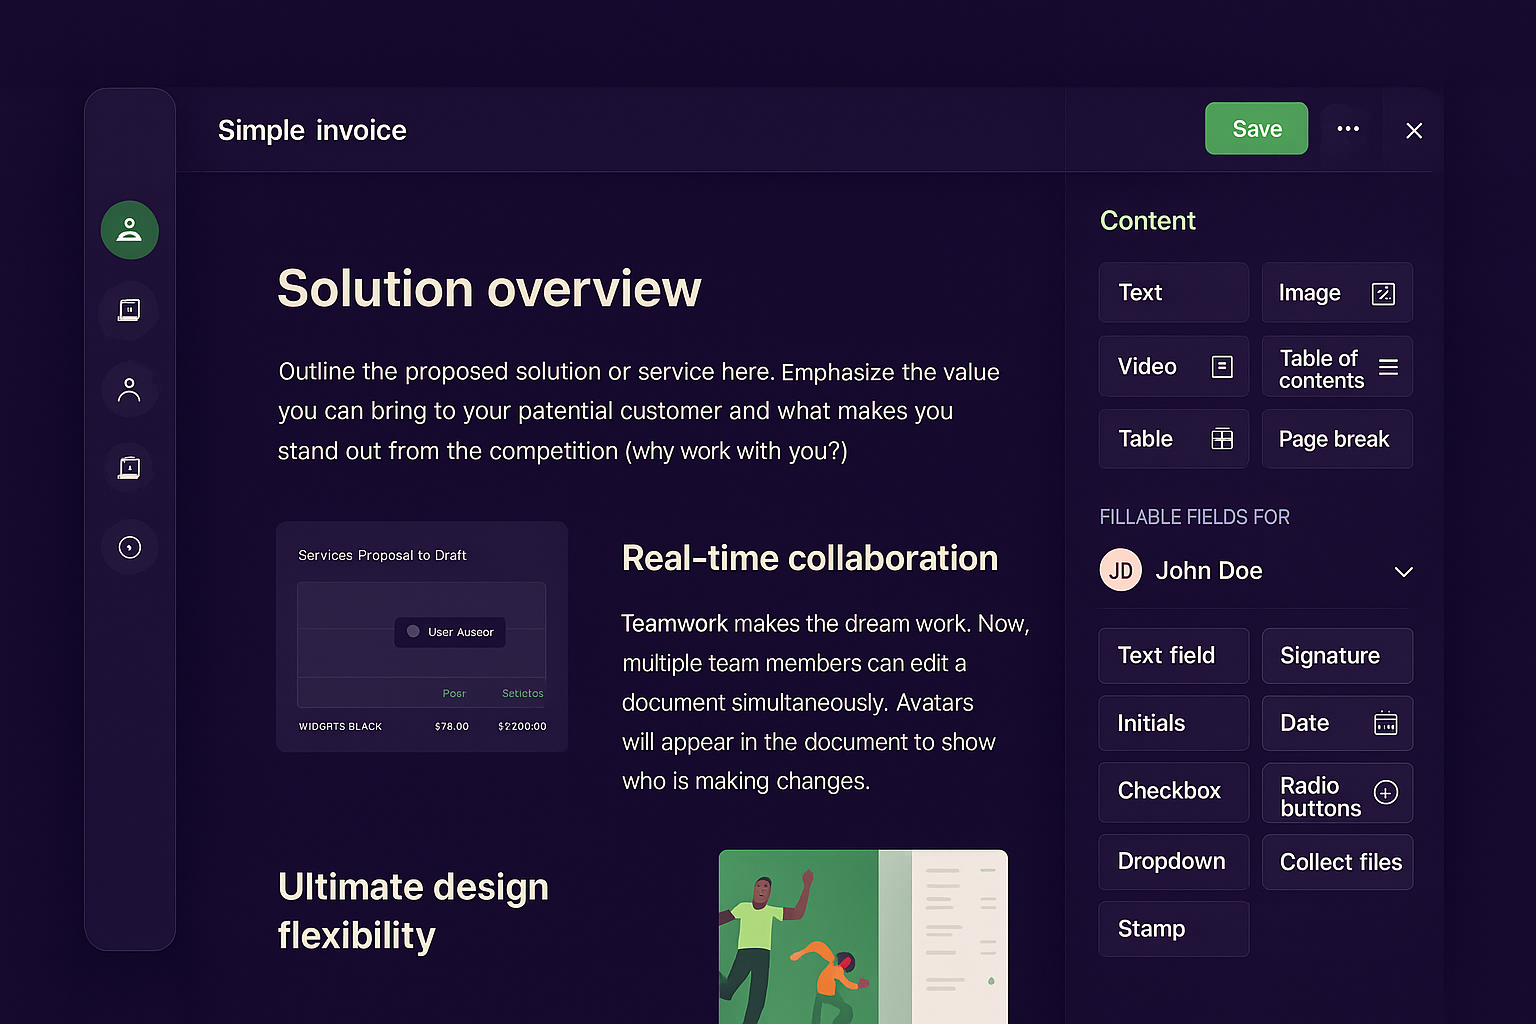 Simple invoice
Save
Solution overview
Outline the proposed solution or service here. Emphasize the value
you can bring to your patential customer and what makes you
stand out from the competition (why work with you?)
Services Proposal to Draft
User Auseor
Posr Setictos
WIDGRTS BLACK $78.00 $2200:00
Real-time collaboration
Teamwork makes the dream work. Now,
multiple team members can edit a
document simultaneously. Avatars
will appear in the document to show
who is making changes.
Ultimate design
flexibility
Content
Text
Image
Video
Table of
contents
Table
Page break
FILLABLE FIELDS FOR
JD John Doe
Text field
Signature
Initials
Date
Checkbox
Radio
buttons
Dropdown
Collect files
Stamp